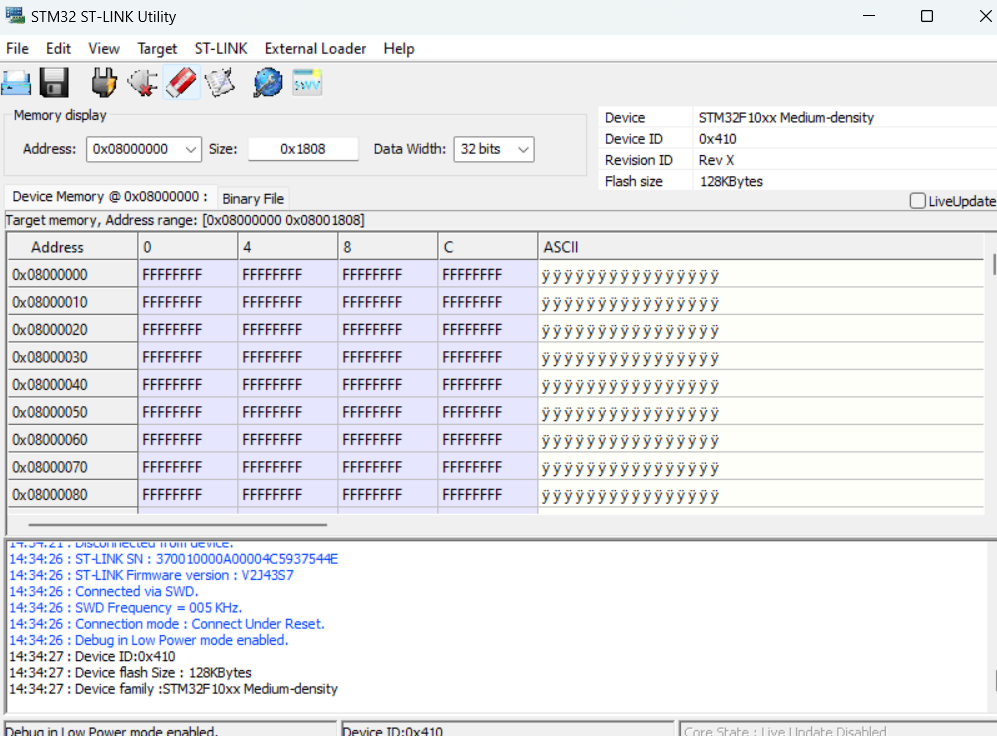 STM32 ST-LINK Utility
File Edit View Target ST-LINK External Loader Help
Memory display
Address: 0x08000000 Size: 0x1808 Data Width: 32 bits
Device STM32F10xx Medium-density
Device ID 0x410
Revision ID Rev X
Flash size 128KBytes
LiveUpdate
Device Memory @ 0x08000000 : Binary File
Target memory, Address range: [0x08000000 0x08001808]
Address 0 4 8 C ASCII
0x08000000 FFFFFFFF FFFFFFFF FFFFFFFF FFFFFFFF ÿ ÿ ÿ ÿ ÿ ÿ ÿ ÿ ÿ ÿ ÿ ÿ ÿ ÿ ÿ ÿ
0x08000010 FFFFFFFF FFFFFFFF FFFFFFFF FFFFFFFF ÿ ÿ ÿ ÿ ÿ ÿ ÿ ÿ ÿ ÿ ÿ ÿ ÿ ÿ ÿ ÿ
0x08000020 FFFFFFFF FFFFFFFF FFFFFFFF FFFFFFFF ÿ ÿ ÿ ÿ ÿ ÿ ÿ ÿ ÿ ÿ ÿ ÿ ÿ ÿ ÿ ÿ
0x08000030 FFFFFFFF FFFFFFFF FFFFFFFF FFFFFFFF ÿ ÿ ÿ ÿ ÿ ÿ ÿ ÿ ÿ ÿ ÿ ÿ ÿ ÿ ÿ ÿ
0x08000040 FFFFFFFF FFFFFFFF FFFFFFFF FFFFFFFF ÿ ÿ ÿ ÿ ÿ ÿ ÿ ÿ ÿ ÿ ÿ ÿ ÿ ÿ ÿ ÿ
0x08000050 FFFFFFFF FFFFFFFF FFFFFFFF FFFFFFFF ÿ ÿ ÿ ÿ ÿ ÿ ÿ ÿ ÿ ÿ ÿ ÿ ÿ ÿ ÿ ÿ
0x08000060 FFFFFFFF FFFFFFFF FFFFFFFF FFFFFFFF ÿ ÿ ÿ ÿ ÿ ÿ ÿ ÿ ÿ ÿ ÿ ÿ ÿ ÿ ÿ ÿ
0x08000070 FFFFFFFF FFFFFFFF FFFFFFFF FFFFFFFF ÿ ÿ ÿ ÿ ÿ ÿ ÿ ÿ ÿ ÿ ÿ ÿ ÿ ÿ ÿ ÿ
0x08000080 FFFFFFFF FFFFFFFF FFFFFFFF FFFFFFFF ÿ ÿ ÿ ÿ ÿ ÿ ÿ ÿ ÿ ÿ ÿ ÿ ÿ ÿ ÿ ÿ
14:34:21 : Disconnected from device.
14:34:26 : ST-LINK SN : 370010000A00004C5937544E
14:34:26 : ST-LINK Firmware version : V2J43S7
14:34:26 : Connected via SWD.
14:34:26 : SWD Frequency = 005 KHz.
14:34:26 : Connection mode : Connect Under Reset.
14:34:26 : Debug in Low Power mode enabled.
14:34:27 : Device ID:0x410
14:34:27 : Device flash Size : 128KBytes
14:34:27 : Device family :STM32F10xx Medium-density
Debug in Low Power mode enabled. Device ID:0x410 Core State : Live Update Disabled